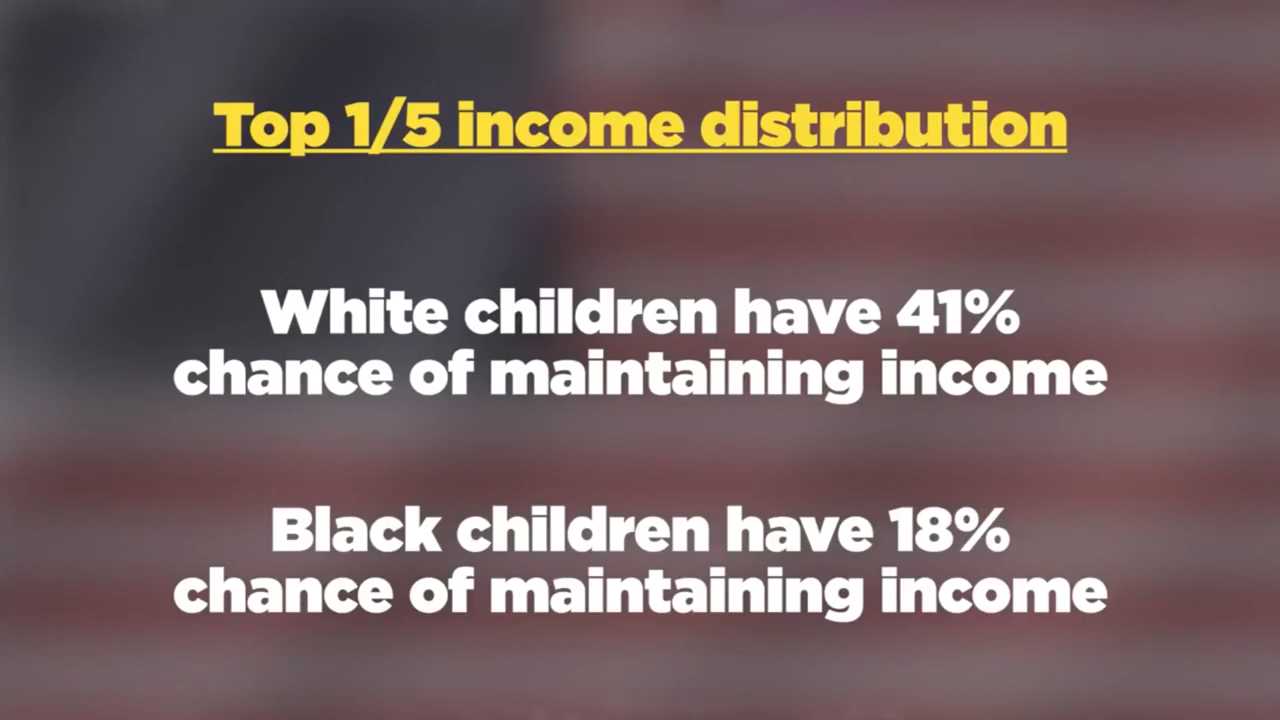 Top 1/5 income distribution
White children have 41%
chance of maintaining income
Black children have 18%
chance of maintaining income